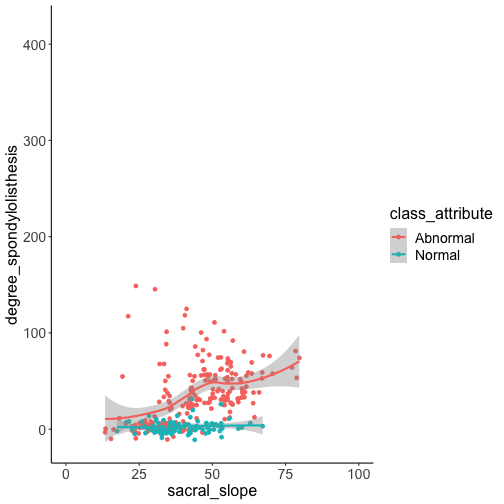 400
300
200
100
0
degree_spondylolisthesis
0
25
50
75
100
sacral_slope
class_attribute
Abnormal
Normal